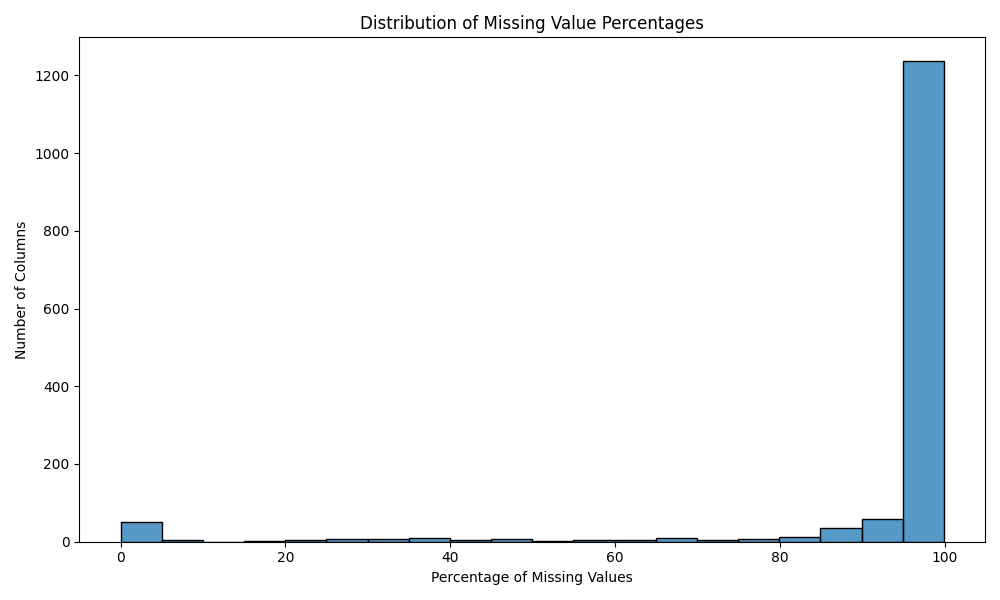 Distribution of Missing Value Percentages
1200
1000
800
600
400
200
0
Number of Columns
0 20 40 60 80 100
Percentage of Missing Values